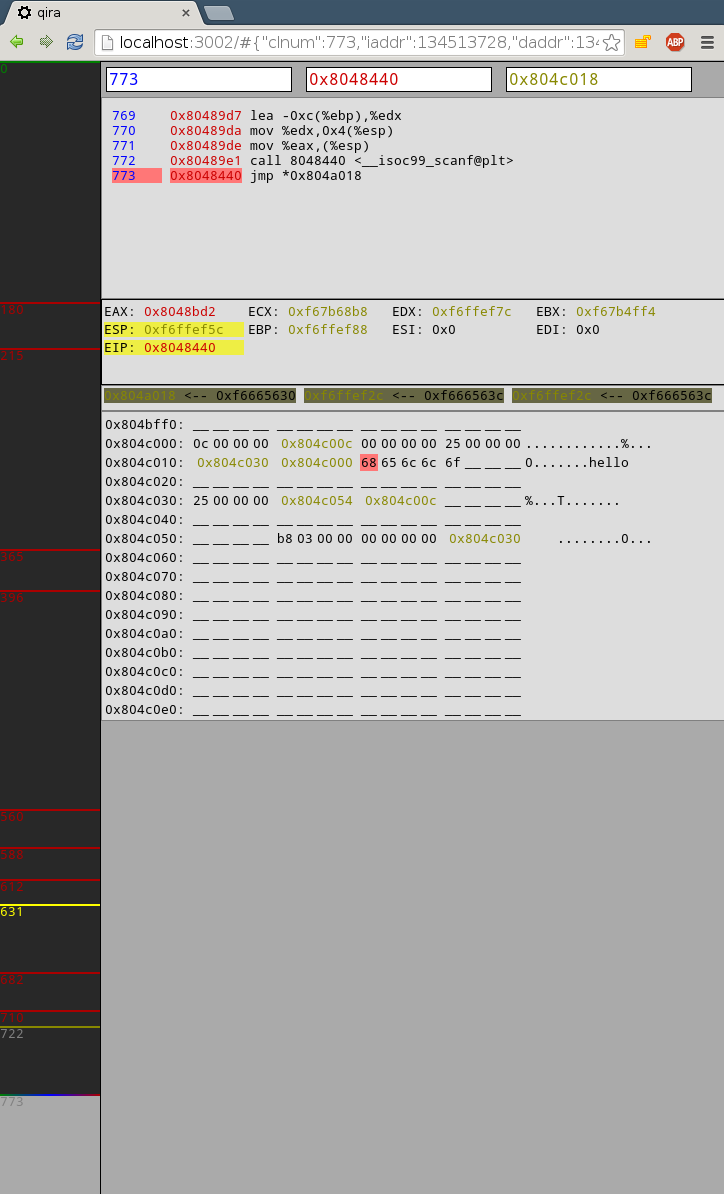 qira ×
localhost:3002/#{"clnum":773,"iaddr":134513728,"daddr":134
ABP
0
773 0x8048440 0x804c018
769 0x80489d7 lea -0xc(%ebp),%edx
770 0x80489da mov %edx,0x4(%esp)
771 0x80489de mov %eax,(%esp)
772 0x80489e1 call 8048440 <__isoc99_scanf@plt>
773 0x8048440 jmp *0x804a018
180
EAX: 0x8048bd2 ECX: 0xf67b68b8 EDX: 0xf6ffef7c EBX: 0xf67b4ff4
ESP: 0xf6ffef5c EBP: 0xf6ffef88 ESI: 0x0 EDI: 0x0
EIP: 0x8048440
215
0x804a018 <-- 0xf6665630 0xf6ffef2c <-- 0xf666563c 0xf6ffef2c <-- 0xf666563c
0x804bff0: __ __ __ __ __ __ __ __ __ __ __ __ __ __ __ __
0x804c000: 0c 00 00 00 0x804c00c 00 00 00 00 25 00 00 00 ............%...
0x804c010: 0x804c030 0x804c000 68 65 6c 6c 6f __ __ __ 0.......hello
0x804c020: __ __ __ __ __ __ __ __ __ __ __ __ __ __ __ __
0x804c030: 25 00 00 00 0x804c054 0x804c00c __ __ __ __ %...T.......
0x804c040: __ __ __ __ __ __ __ __ __ __ __ __ __ __ __ __
0x804c050: __ __ __ __ b8 03 00 00 00 00 00 00 0x804c030 ........0...
0x804c060: __ __ __ __ __ __ __ __ __ __ __ __ __ __ __ __
0x804c070: __ __ __ __ __ __ __ __ __ __ __ __ __ __ __ __
0x804c080: __ __ __ __ __ __ __ __ __ __ __ __ __ __ __ __
0x804c090: __ __ __ __ __ __ __ __ __ __ __ __ __ __ __ __
0x804c0a0: __ __ __ __ __ __ __ __ __ __ __ __ __ __ __ __
0x804c0b0: __ __ __ __ __ __ __ __ __ __ __ __ __ __ __ __
0x804c0c0: __ __ __ __ __ __ __ __ __ __ __ __ __ __ __ __
0x804c0d0: __ __ __ __ __ __ __ __ __ __ __ __ __ __ __ __
0x804c0e0: __ __ __ __ __ __ __ __ __ __ __ __ __ __ __ __
396
560
588
612
631
682
722
773